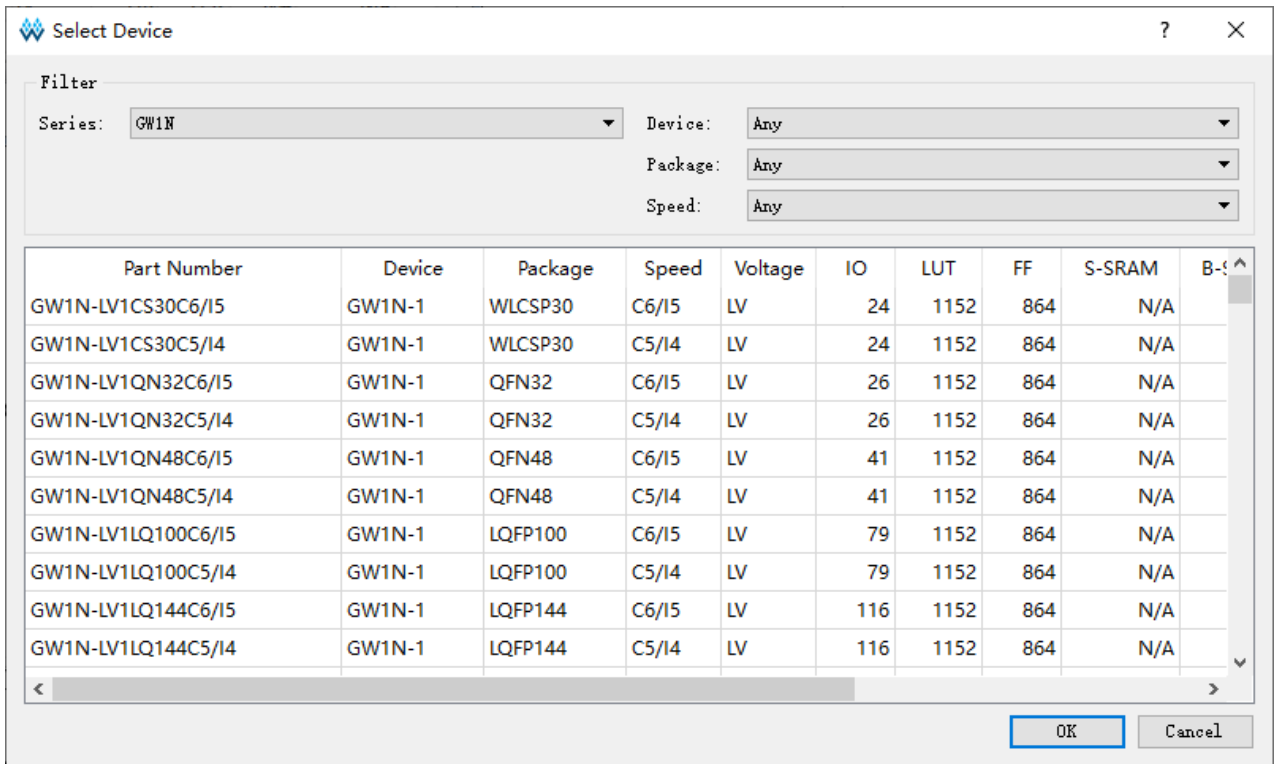 Select Device ?
Filter
Series: GW1N Device: Any
Package: Any
Speed: Any
Part Number Device Package Speed Voltage IO LUT FF S-SRAM
GW1N-LV1CS30C6/I5 GW1N-1 WLCSP30 C6/I5 LV 24 1152 864 N/A
GW1N-LV1CS30C5/I4 GW1N-1 WLCSP30 C5/I4 LV 24 1152 864 N/A
GW1N-LV1QN32C6/I5 GW1N-1 QFN32 C6/I5 LV 26 1152 864 N/A
GW1N-LV1QN32C5/I4 GW1N-1 QFN32 C5/I4 LV 26 1152 864 N/A
GW1N-LV1QN48C6/I5 GW1N-1 QFN48 C6/I5 LV 41 1152 864 N/A
GW1N-LV1QN48C5/I4 GW1N-1 QFN48 C5/I4 LV 41 1152 864 N/A
GW1N-LV1LQ100C6/I5 GW1N-1 LQFP100 C6/I5 LV 79 1152 864 N/A
GW1N-LV1LQ100C5/I4 GW1N-1 LQFP100 C5/I4 LV 79 1152 864 N/A
GW1N-LV1LQ144C6/I5 GW1N-1 LQFP144 C6/I5 LV 116 1152 864 N/A
GW1N-LV1LQ144C5/I4 GW1N-1 LQFP144 C5/I4 LV 116 1152 864 N/A
OK Cancel